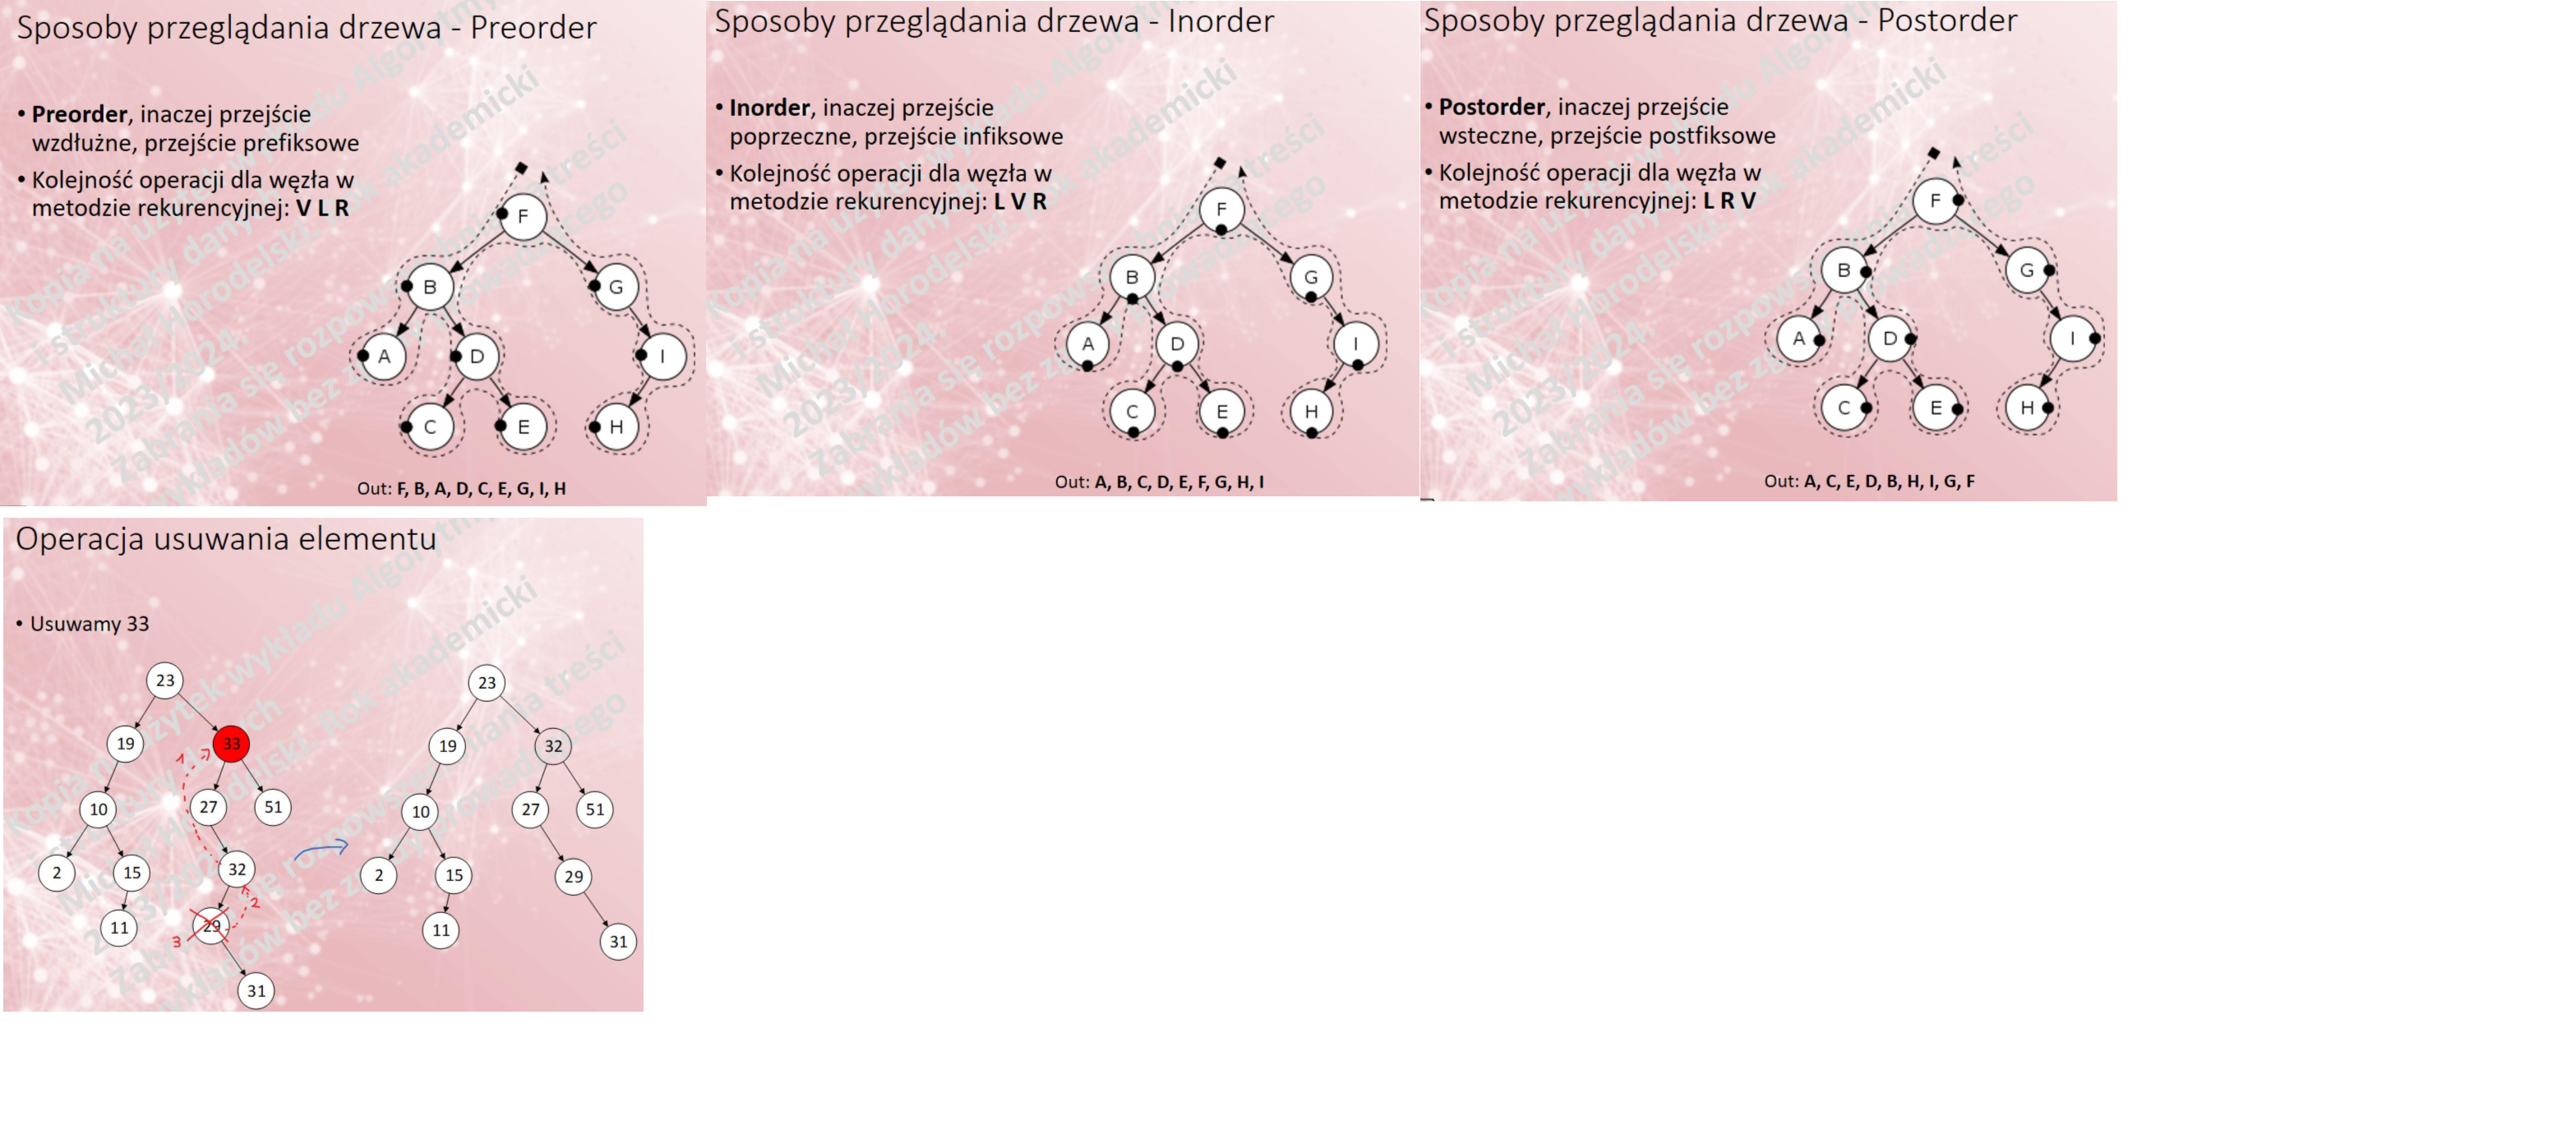 Sposoby przeglądania drzewa - Preorder
• Preorder, inaczej przejście
wzdłużne, przejście prefiksowe
• Kolejność operacji dla węzła w
metodzie rekurencyjnej: V L R
F
B
G
A
D
I
C
E
H
Out: F, B, A, D, C, E, G, I, H
Sposoby przeglądania drzewa - Inorder
• Inorder, inaczej przejście
poprzeczne, przejście infiksowe
• Kolejność operacji dla węzła w
metodzie rekurencyjnej: L V R
F
B
G
A
D
I
C
E
H
Out: A, B, C, D, E, F, G, H, I
Sposoby przeglądania drzewa - Postorder
• Postorder, inaczej przejście
wsteczne, przejście postfiksowe
• Kolejność operacji dla węzła w
metodzie rekurencyjnej: L R V
F
B
G
A
D
I
C
E
H
Out: A, C, E, D, B, H, I, G, F
Operacja usuwania elementu
• Usuwamy 33
23
19
33
1
10
27
51
2
15
32
2
11
29
3
31
23
19
32
10
27
51
2
15
29
11
31